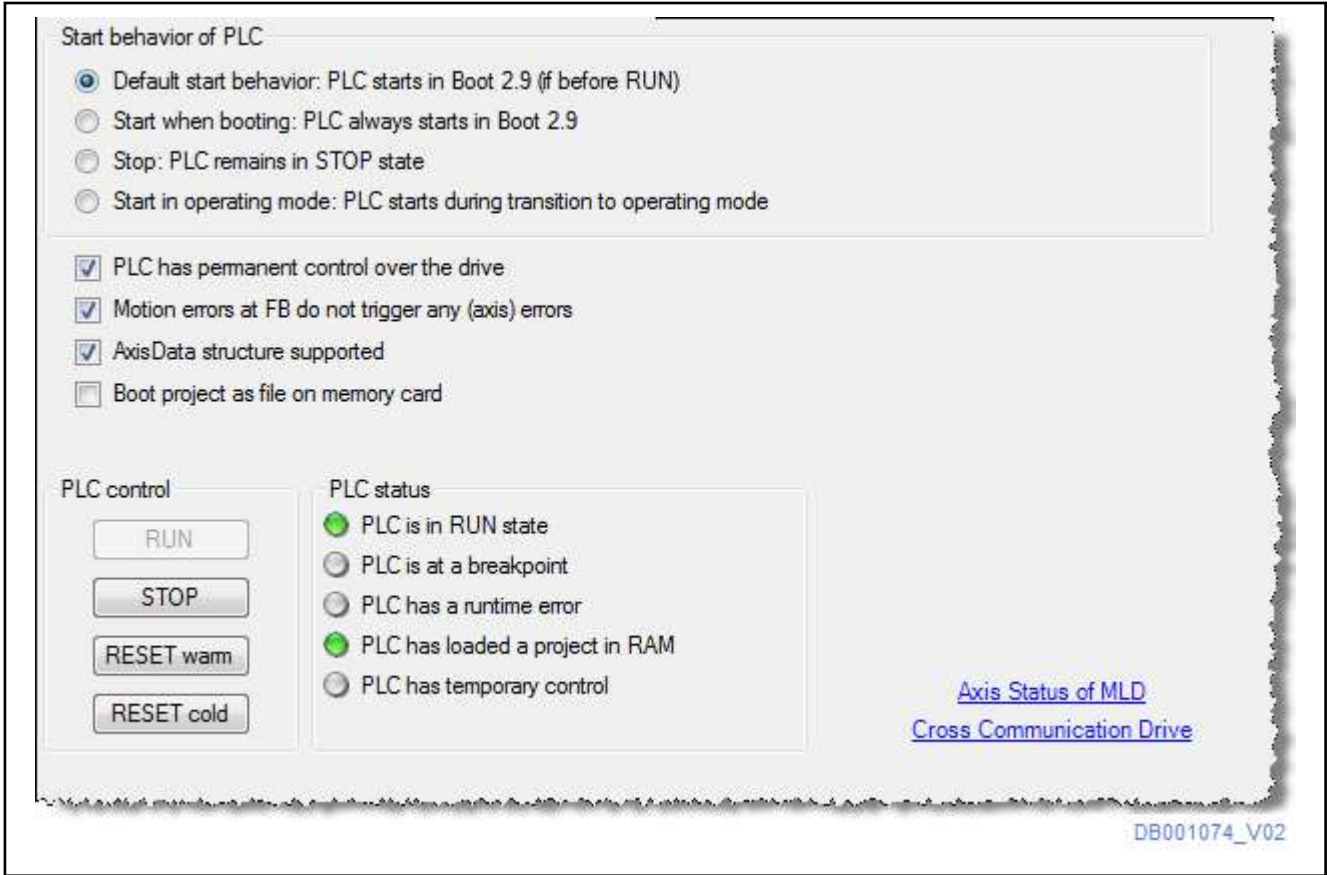 Start behavior of PLC
Default start behavior: PLC starts in Boot 2.9 (if before RUN)
Start when booting: PLC always starts in Boot 2.9
Stop: PLC remains in STOP state
Start in operating mode: PLC starts during transition to operating mode
PLC has permanent control over the drive
Motion errors at FB do not trigger any (axis) errors
AxisData structure supported
Boot project as file on memory card
PLC control
RUN
STOP
RESET warm
RESET cold
PLC status
PLC is in RUN state
PLC is at a breakpoint
PLC has a runtime error
PLC has loaded a project in RAM
PLC has temporary control
Axis Status of MLD
Cross Communication Drive
DB001074_V02